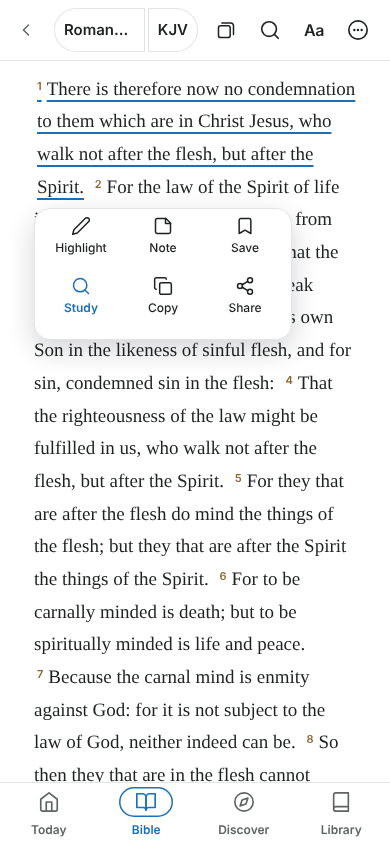 Roman... KJV Aa
1 There is therefore now no condemnation
to them which are in Christ Jesus, who
walk not after the flesh, but after the
Spirit. 2 For the law of the Spirit of life
from
Highlight Note Save
hat the
eak
Study Copy Share
s own
Son in the likeness of sinful flesh, and for
sin, condemned sin in the flesh: 4 That
the righteousness of the law might be
fulfilled in us, who walk not after the
flesh, but after the Spirit. 5 For they that
are after the flesh do mind the things of
the flesh; but they that are after the Spirit
the things of the Spirit. 6 For to be
carnally minded is death; but to be
spiritually minded is life and peace.
7 Because the carnal mind is enmity
against God: for it is not subject to the
law of God, neither indeed can be. 8 So
then they that are in the flesh cannot
Today Bible Discover Library